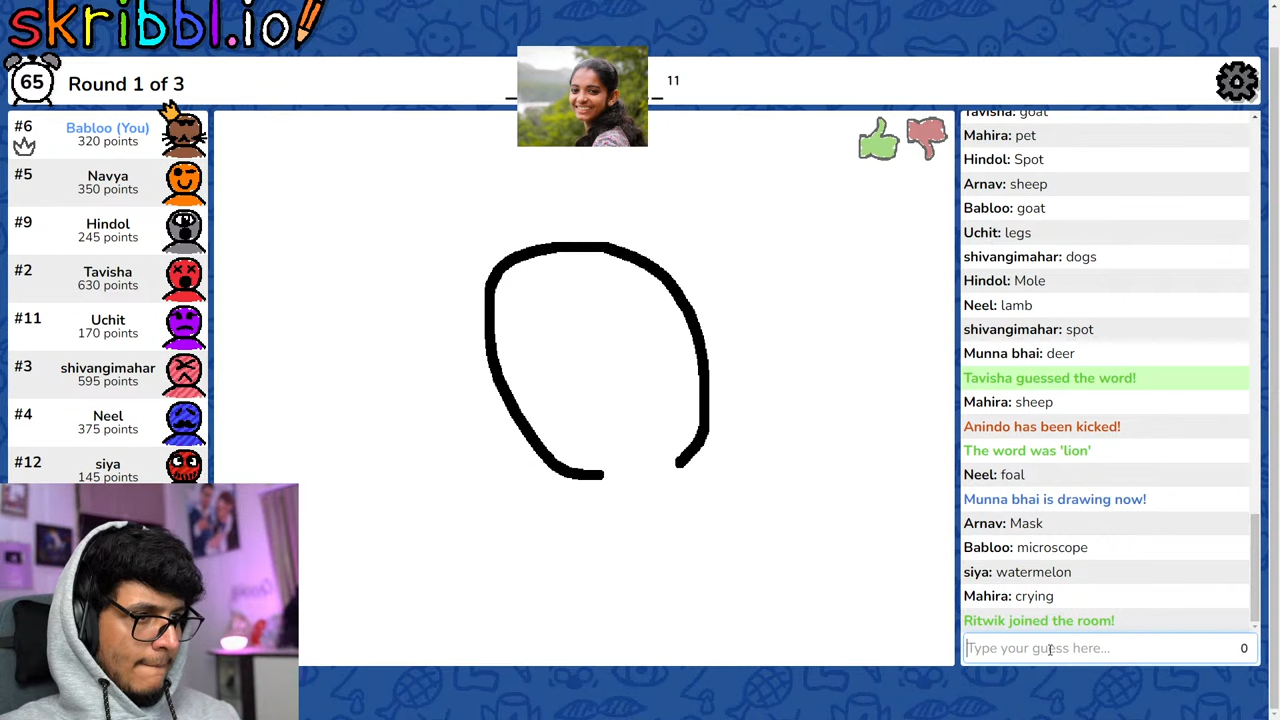 skribbl.io
65
Round 1 of 3
11
#6
Babloo (You)
320 points
#5
Navya
350 points
#9
Hindol
245 points
#2
Tavisha
630 points
#11
Uchit
170 points
#3
shivangimahar
595 points
#4
Neel
375 points
#12
siya
145 points
Tavisha: goat
Mahira: pet
Hindol: Spot
Arnav: sheep
Babloo: goat
Uchit: legs
shivangimahar: dogs
Hindol: Mole
Neel: lamb
shivangimahar: spot
Munna bhai: deer
Tavisha guessed the word!
Mahira: sheep
Anindo has been kicked!
The word was 'lion'
Neel: foal
Munna bhai is drawing now!
Arnav: Mask
Babloo: microscope
siya: watermelon
Mahira: crying
Ritwik joined the room!
Type your guess here...
0